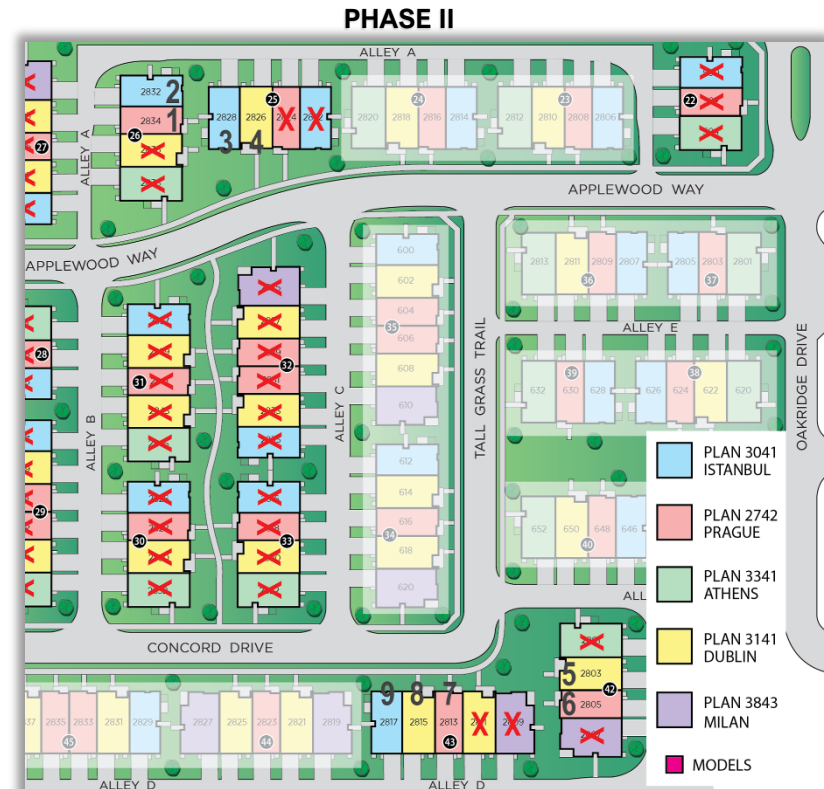 PHASE II
ALLEY A
2832 2
2834 1
26
27
ALLEY A
25
2828 2826
3 4
24
2820 2818 2816 2814
23
2812 2810 2808 2806
22
APPLEWOOD WAY
APPLEWOOD WAY
28
29
ALLEY B
31
30
32
33
ALLEY C
600
602
604
35
606
608
610
612
614
616
34
618
620
TALL GRASS TRAIL
2813 2811 2809 2807
36
2805 2803 2801
37
ALLEY E
39
632 630 628
38
626 624 622 620
652 650 648 646
40
OAKRIDGE DRIVE
ALL
CONCORD DRIVE
2835 2833 2831 2829
45
2827 2825 2823 2821 2819
44
9 8 7
2817 2815 2813
43
5 2803
42
6 2805
ALLEY D
ALLEY D
PLAN 3041
ISTANBUL
PLAN 2742
PRAGUE
PLAN 3341
ATHENS
PLAN 3141
DUBLIN
PLAN 3843
MILAN
MODELS